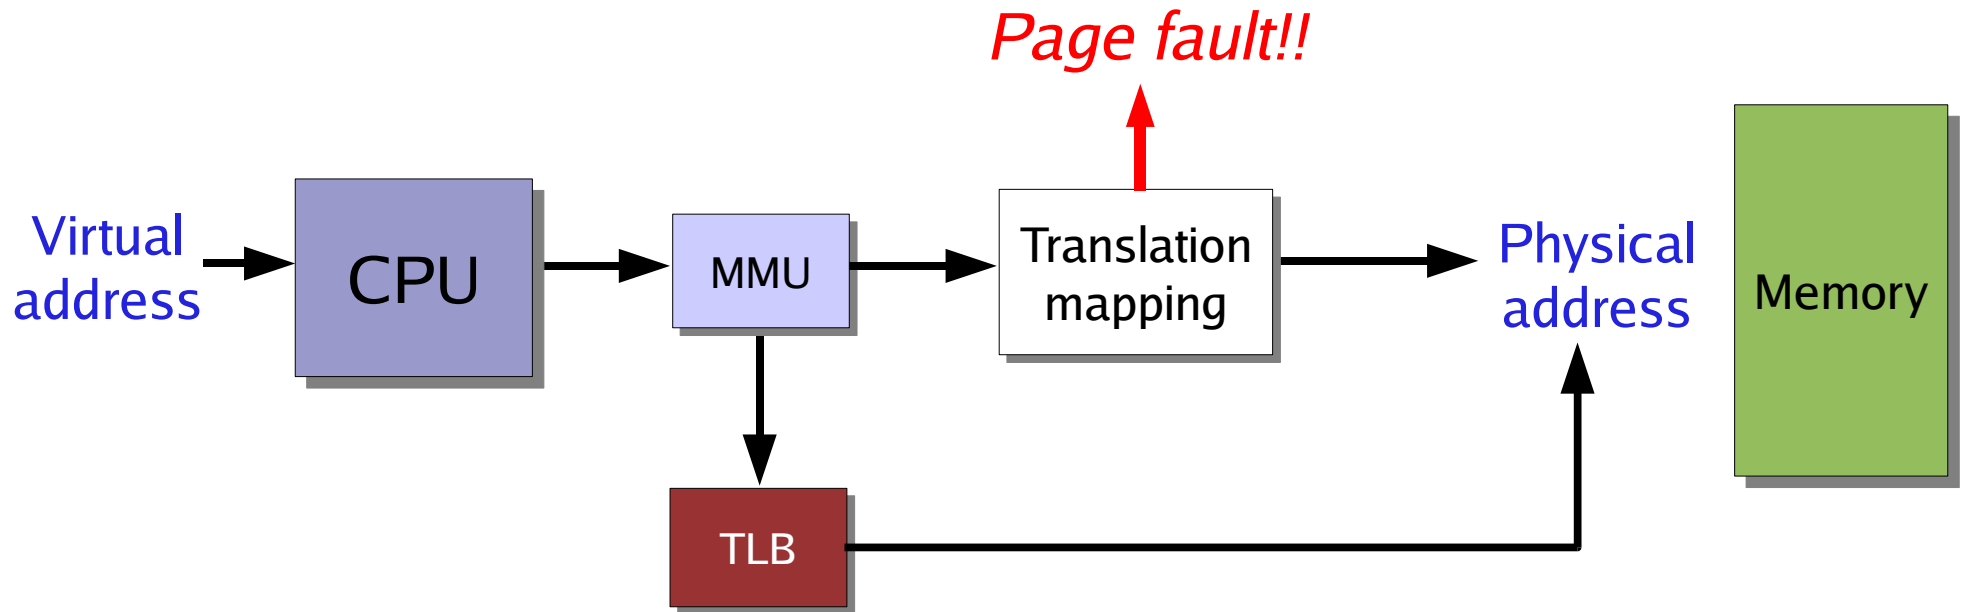 Page fault!!
Virtual
address
CPU
MMU
Translation
mapping
Physical
address
Memory
TLB